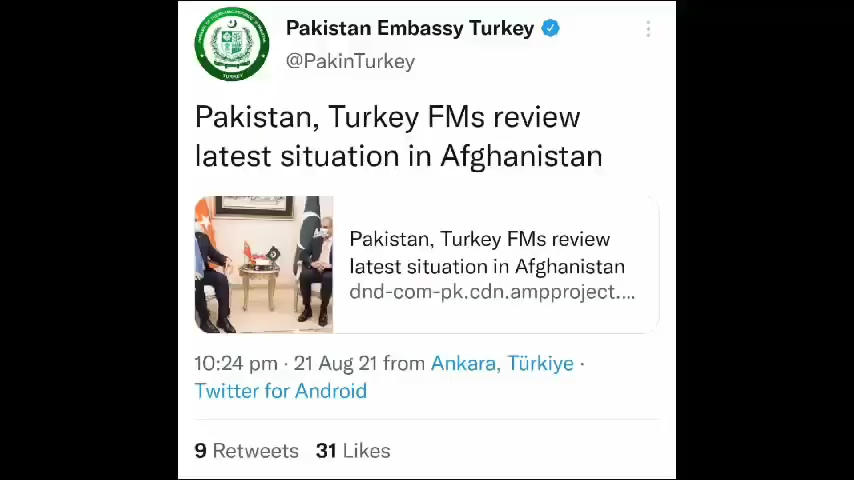 Pakistan Embassy Turkey
@PakinTurkey
Pakistan, Turkey FMs review
latest situation in Afghanistan
Pakistan, Turkey FMs review
latest situation in Afghanistan
dnd-com-pk.cdn.ampproject....
10:24 pm · 21 Aug 21 from Ankara, Türkiye ·
Twitter for Android
9 Retweets 31 Likes